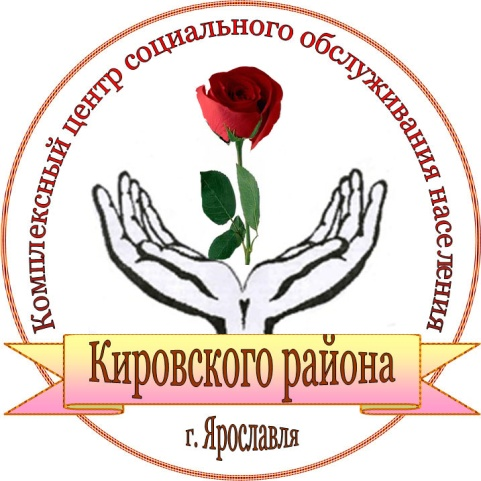 Комплексный центр социального обслуживания населения
Кировского района
г. Ярославля